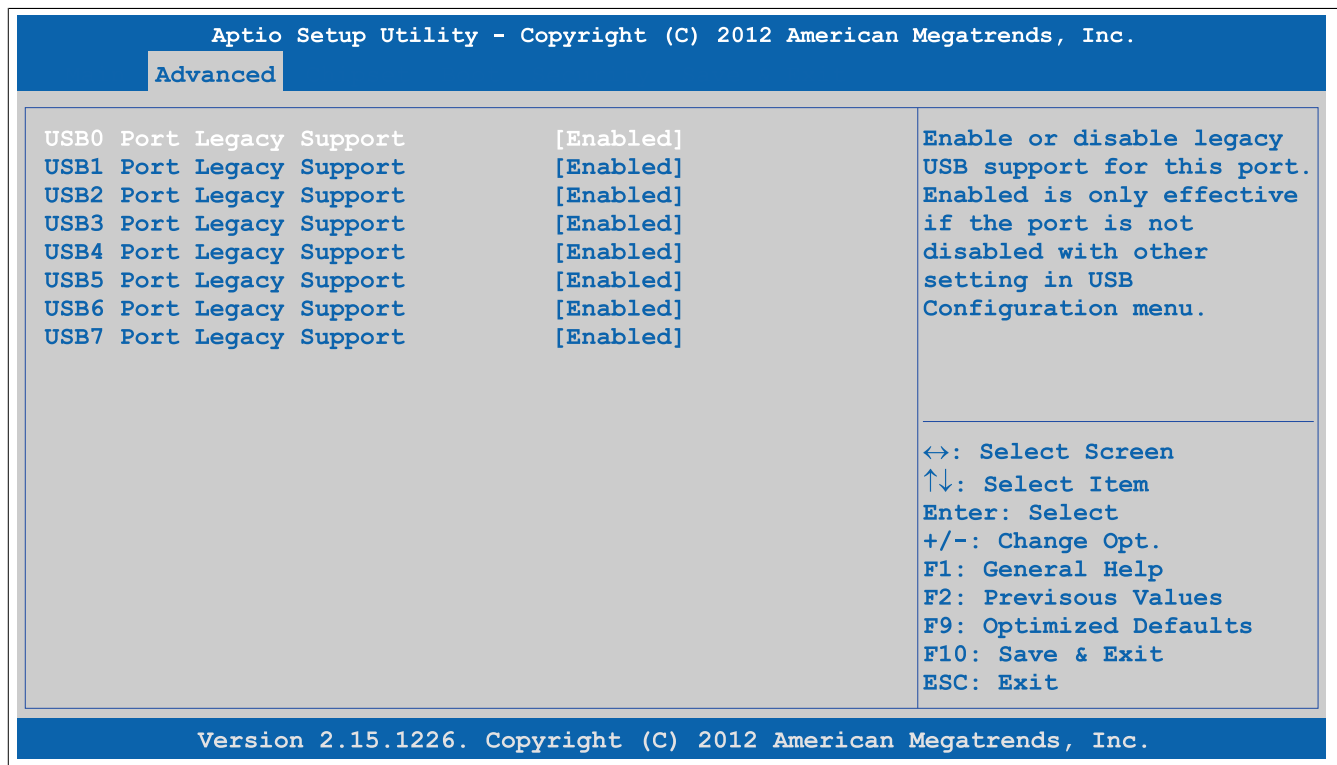 Aptio Setup Utility - Copyright (C) 2012 American Megatrends, Inc.
Advanced
USB0 Port Legacy Support [Enabled]
USB1 Port Legacy Support [Enabled]
USB2 Port Legacy Support [Enabled]
USB3 Port Legacy Support [Enabled]
USB4 Port Legacy Support [Enabled]
USB5 Port Legacy Support [Enabled]
USB6 Port Legacy Support [Enabled]
USB7 Port Legacy Support [Enabled]
Enable or disable legacy
USB support for this port.
Enabled is only effective
if the port is not
disabled with other
setting in USB
Configuration menu.
↔: Select Screen
↑↓: Select Item
Enter: Select
+/-: Change Opt.
F1: General Help
F2: Previsous Values
F9: Optimized Defaults
F10: Save & Exit
ESC: Exit
Version 2.15.1226. Copyright (C) 2012 American Megatrends, Inc.